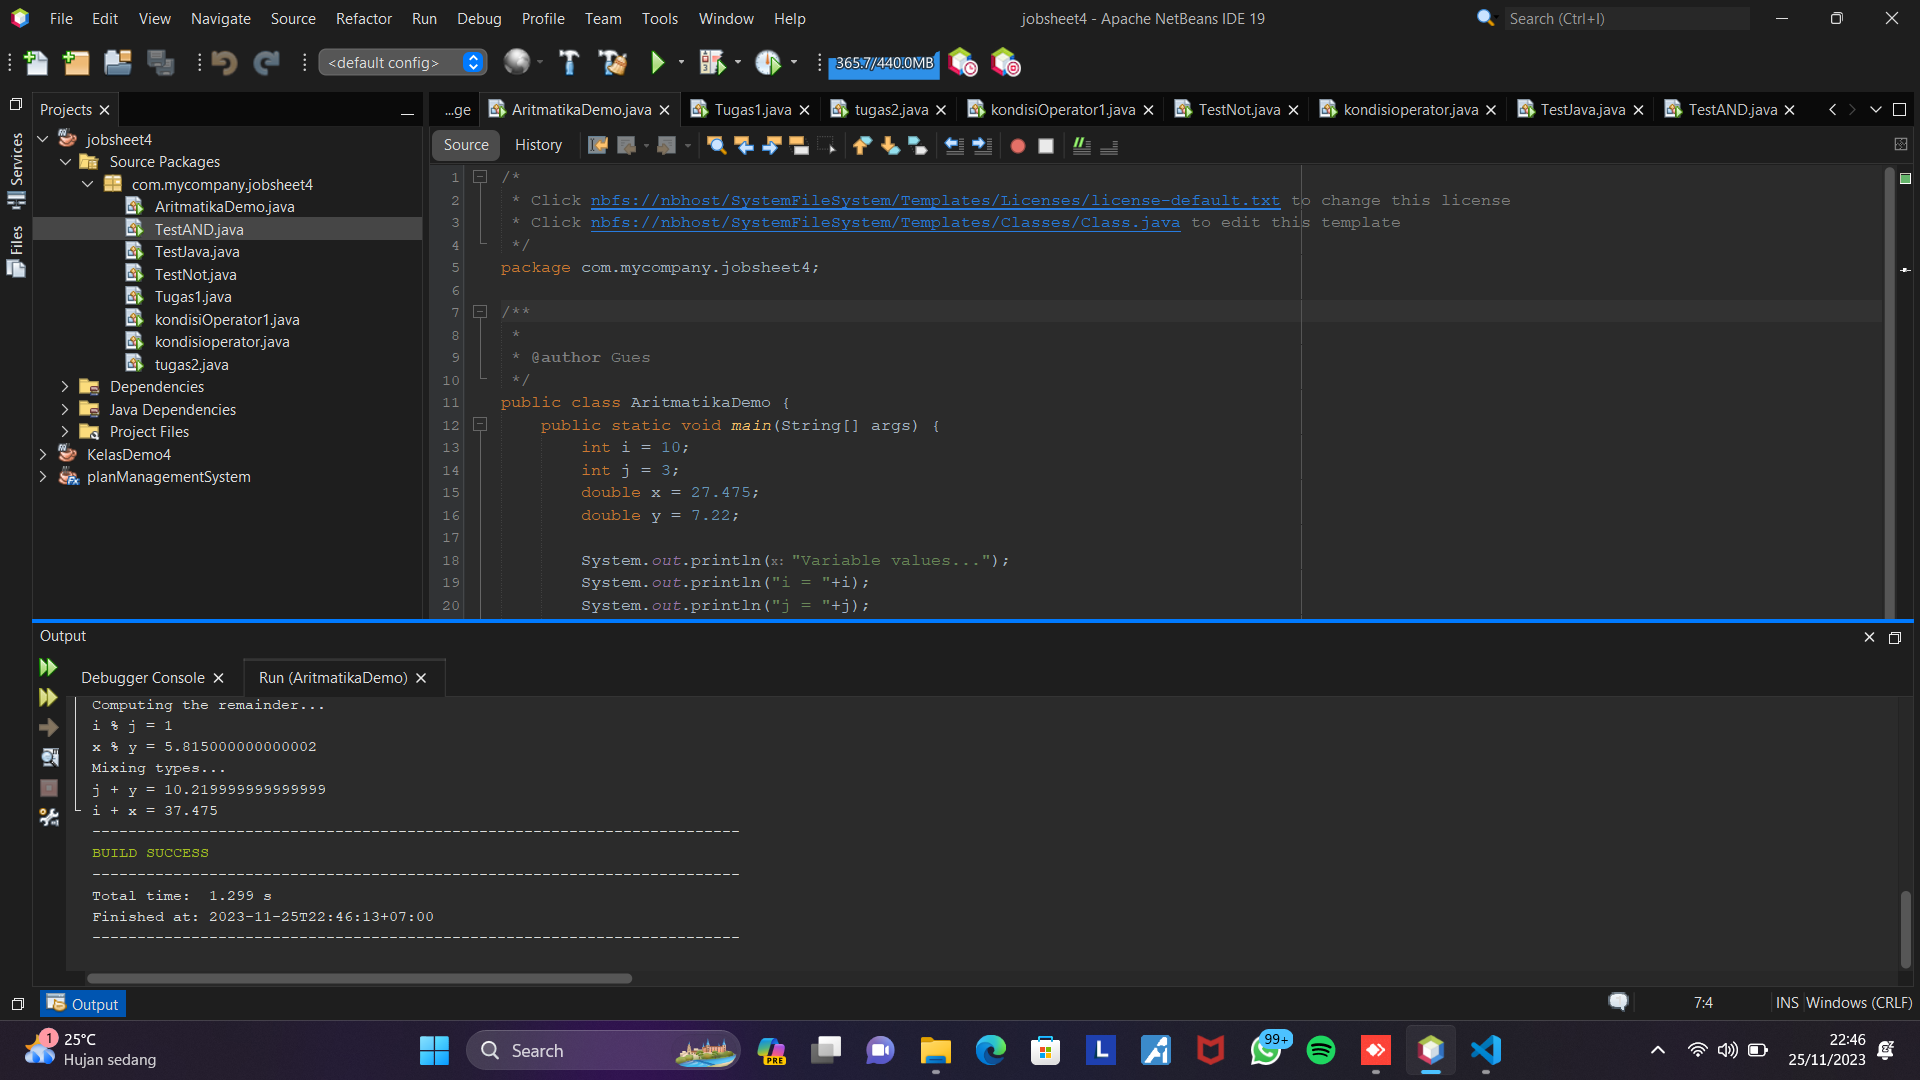 File Edit View Navigate Source Refactor Run Debug Profile Team Tools Window Help
jobsheet4 - Apache NetBeans IDE 19
Search (Ctrl+I)
<default config>
365.7/440.0MB
Services
Files
Projects
jobsheet4
Source Packages
com.mycompany.jobsheet4
AritmatikaDemo.java
TestAND.java
TestJava.java
TestNot.java
Tugas1.java
kondisiOperator1.java
kondisioperator.java
tugas2.java
Dependencies
Java Dependencies
Project Files
KelasDemo4
planManagementSystem
...ge AritmatikaDemo.java Tugas1.java tugas2.java kondisiOperator1.java TestNot.java kondisioperator.java TestJava.java TestAND.java
Source History
1 /*
2 * Click nbfs://nbhost/SystemFileSystem/Templates/Licenses/license-default.txt to change this license
3 * Click nbfs://nbhost/SystemFileSystem/Templates/Classes/Class.java to edit this template
4 */
5 package com.mycompany.jobsheet4;
6
7 /**
8 *
9 * @author Gues
10 */
11 public class AritmatikaDemo {
12 public static void main(String[] args) {
13 int i = 10;
14 int j = 3;
15 double x = 27.475;
16 double y = 7.22;
17
18 System.out.println(x: "Variable values...");
19 System.out.println("i = "+i);
20 System.out.println("j = "+j);
Output
Debugger Console Run (AritmatikaDemo)
Computing the remainder...
i % j = 1
x % y = 5.815000000000002
Mixing types...
j + y = 10.219999999999999
i + x = 37.475
------------------------------------------------------------------------
BUILD SUCCESS
------------------------------------------------------------------------
Total time: 1.299 s
Finished at: 2023-11-25T22:46:13+07:00
------------------------------------------------------------------------
Output
7:4 INS Windows (CRLF)
1
25°C
Hujan sedang
Search
PRE
L
99+
22:46
25/11/2023